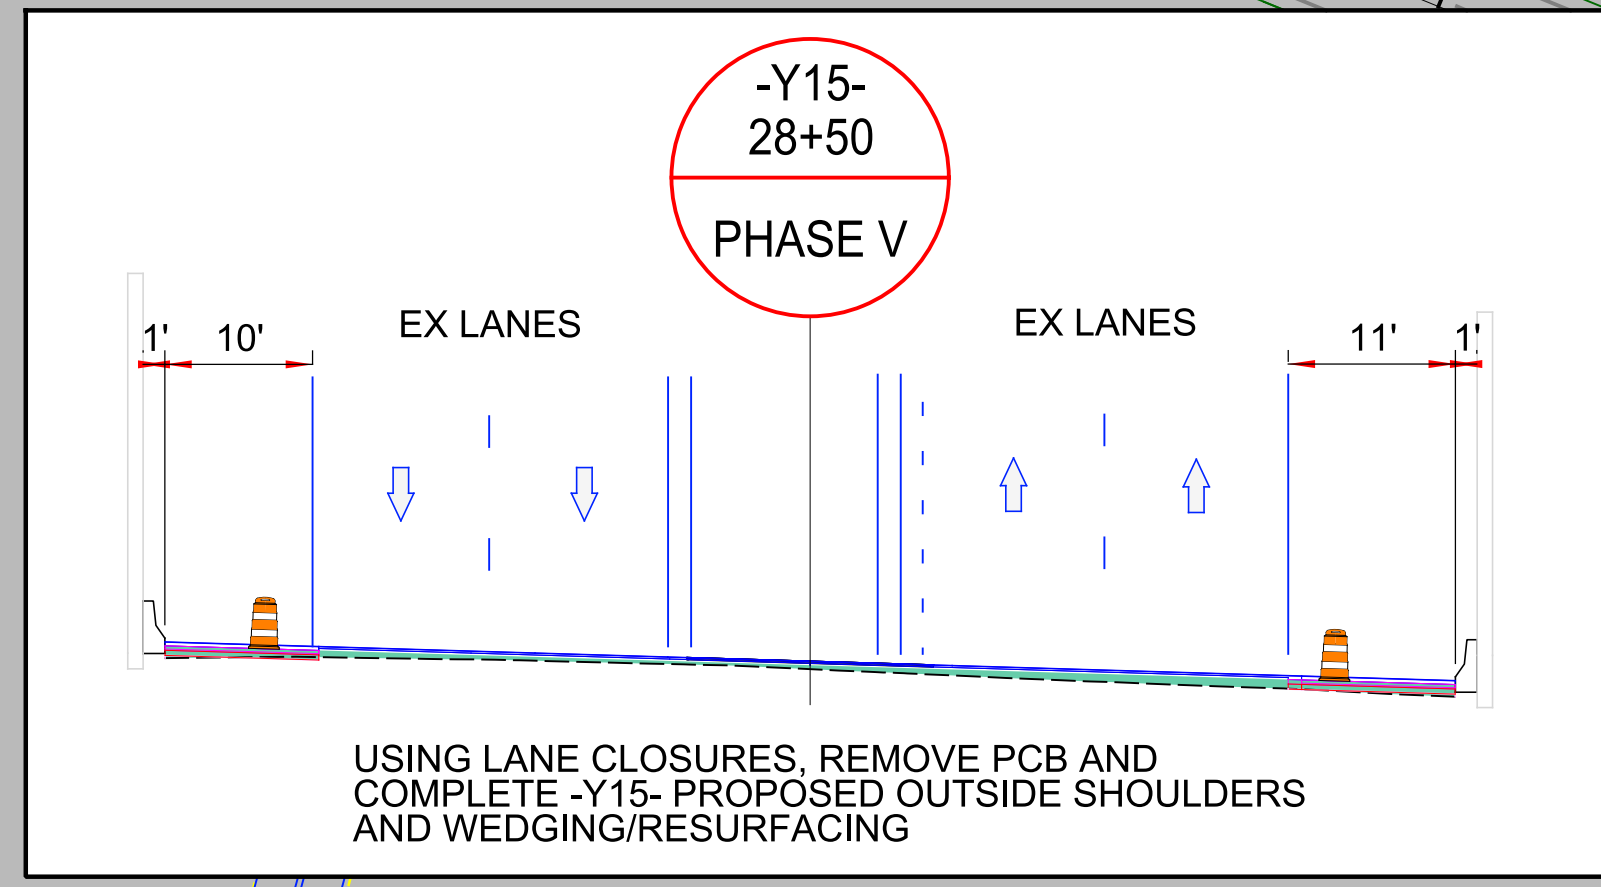 -Y15-
28+50
PHASE V
EX LANES
EX LANES
1'
10'
11'
1'
USING LANE CLOSURES, REMOVE PCB AND
COMPLETE -Y15- PROPOSED OUTSIDE SHOULDERS
AND WEDGING/RESURFACING